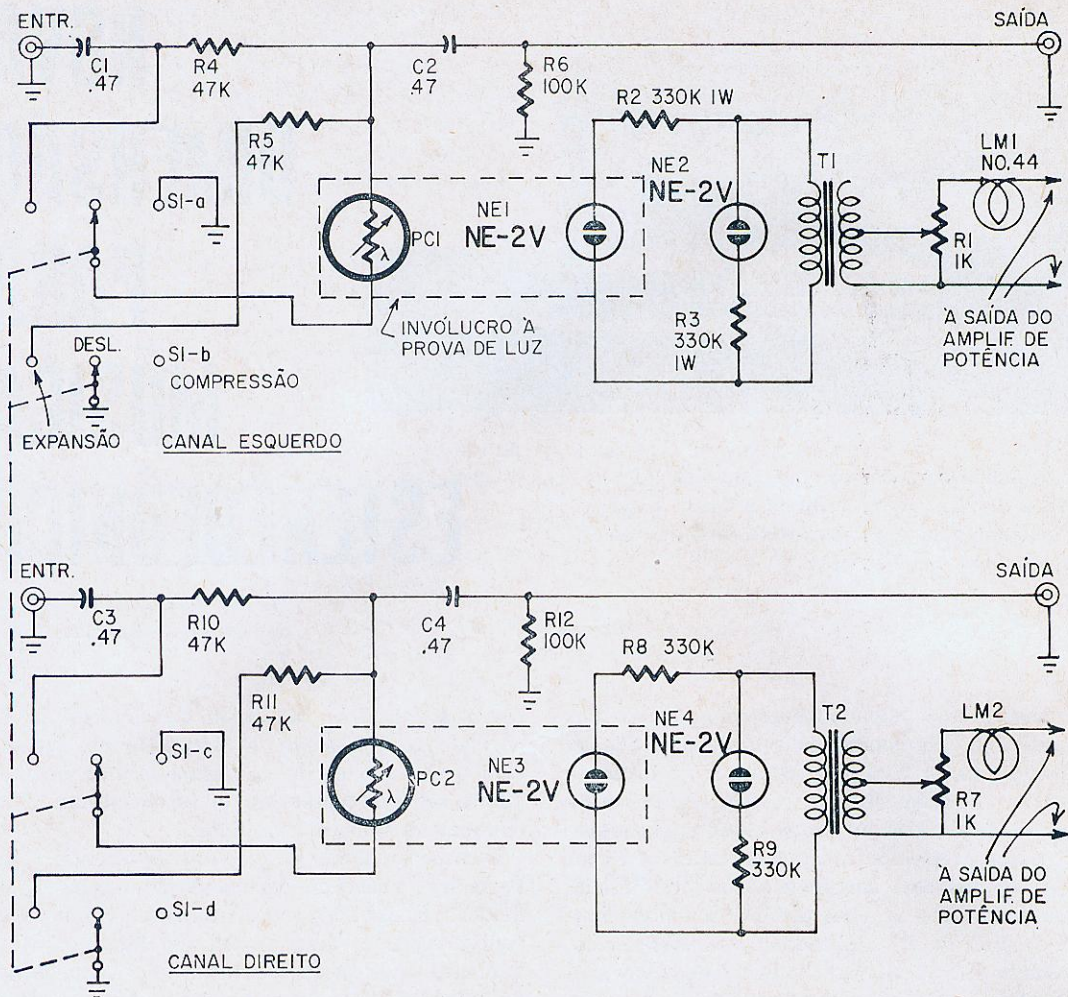 ENTR.
SAÍDA
C1
.47
R4
47K
C2
.47
R6
100K
R5
47K
R2 330K 1W
T1
LM1
NO.44
S1-a
NE1
NE-2V
PC1
λ
NE2
NE-2V
R1
1K
R3
330K
1W
INVÓLUCRO À
PROVA DE LUZ
À SAÍDA DO
AMPLIF. DE
POTÊNCIA
DESL.
S1-b
COMPRESSÃO
EXPANSÃO
CANAL ESQUERDO
ENTR.
SAÍDA
C3
.47
R10
47K
C4
.47
R12
100K
R11
47K
R8 330K
T2
LM2
S1-c
NE3
NE-2V
PC2
λ
NE4
NE-2V
R7
1K
R9
330K
À SAÍDA DO
AMPLIF. DE
POTÊNCIA
S1-d
CANAL DIREITO